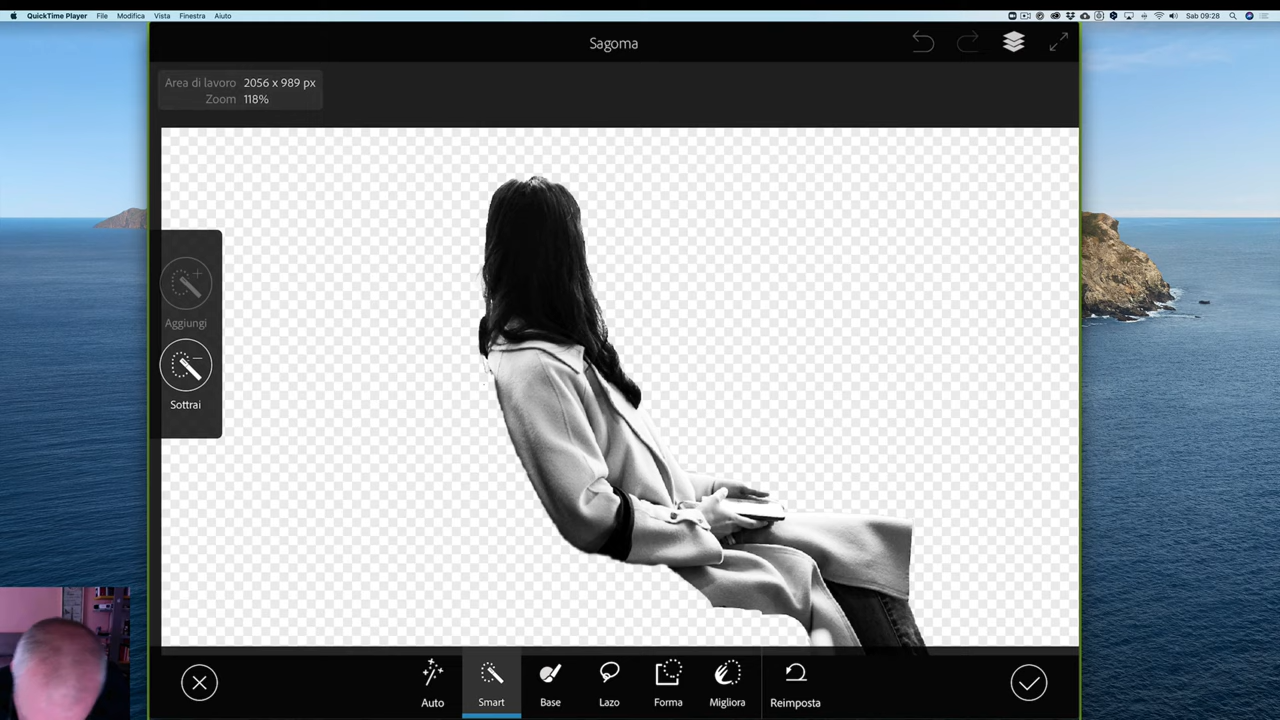 QuickTime Player File Modifica Vista Finestra Aiuto Sab 09:28
Sagoma
Area di lavoro 2056 x 989 px
Zoom 118%
Aggiungi
Sottrai
Auto Smart Base Lazo Forma Migliora Reimposta